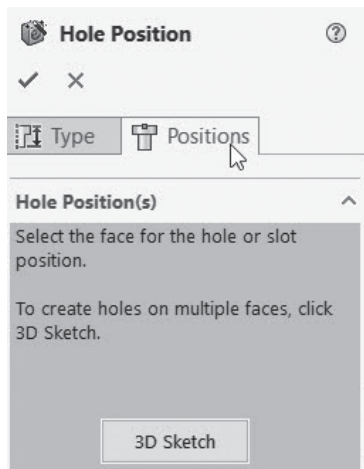 Hole Position
Type
Positions
Hole Position(s)
Select the face for the hole or slot
position.
To create holes on multiple faces, click
3D Sketch.
3D Sketch